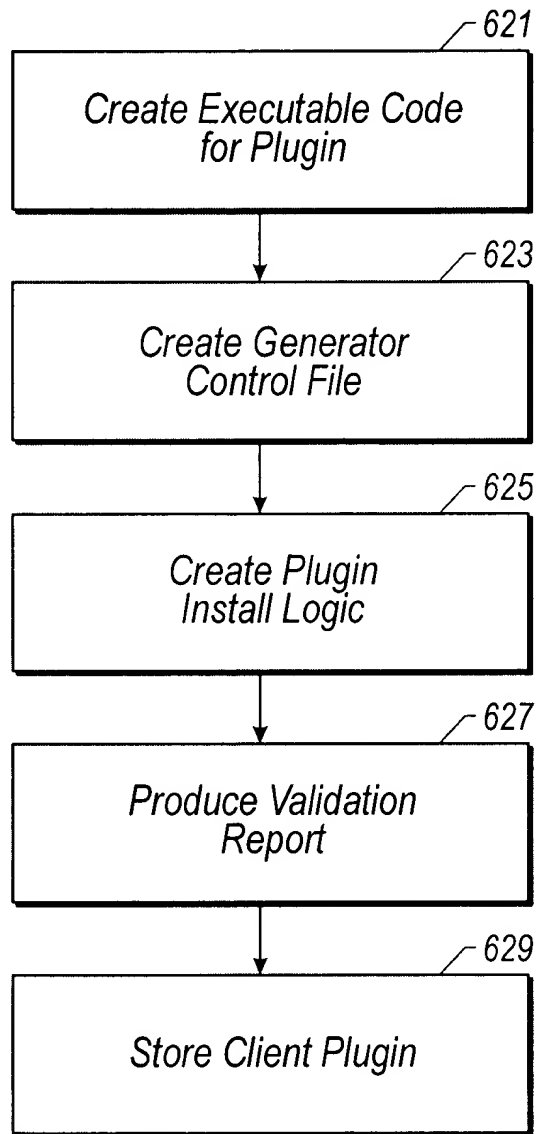 621
Create Executable Code
for Plugin
623
Create Generator
Control File
625
Create Plugin
Install Logic
627
Produce Validation
Report
629
Store Client Plugin